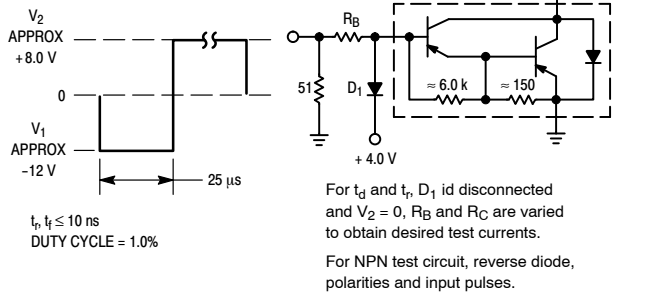 V2
APPROX
+8.0 V
0
V1
APPROX
−12 V
25 μs
tr, tf ≤ 10 ns
DUTY CYCLE = 1.0%
RB
51
D1
≈ 6.0 k
≈ 150
+ 4.0 V
For td and tr, D1 id disconnected
and V2 = 0, RB and RC are varied
to obtain desired test currents.
For NPN test circuit, reverse diode,
polarities and input pulses.